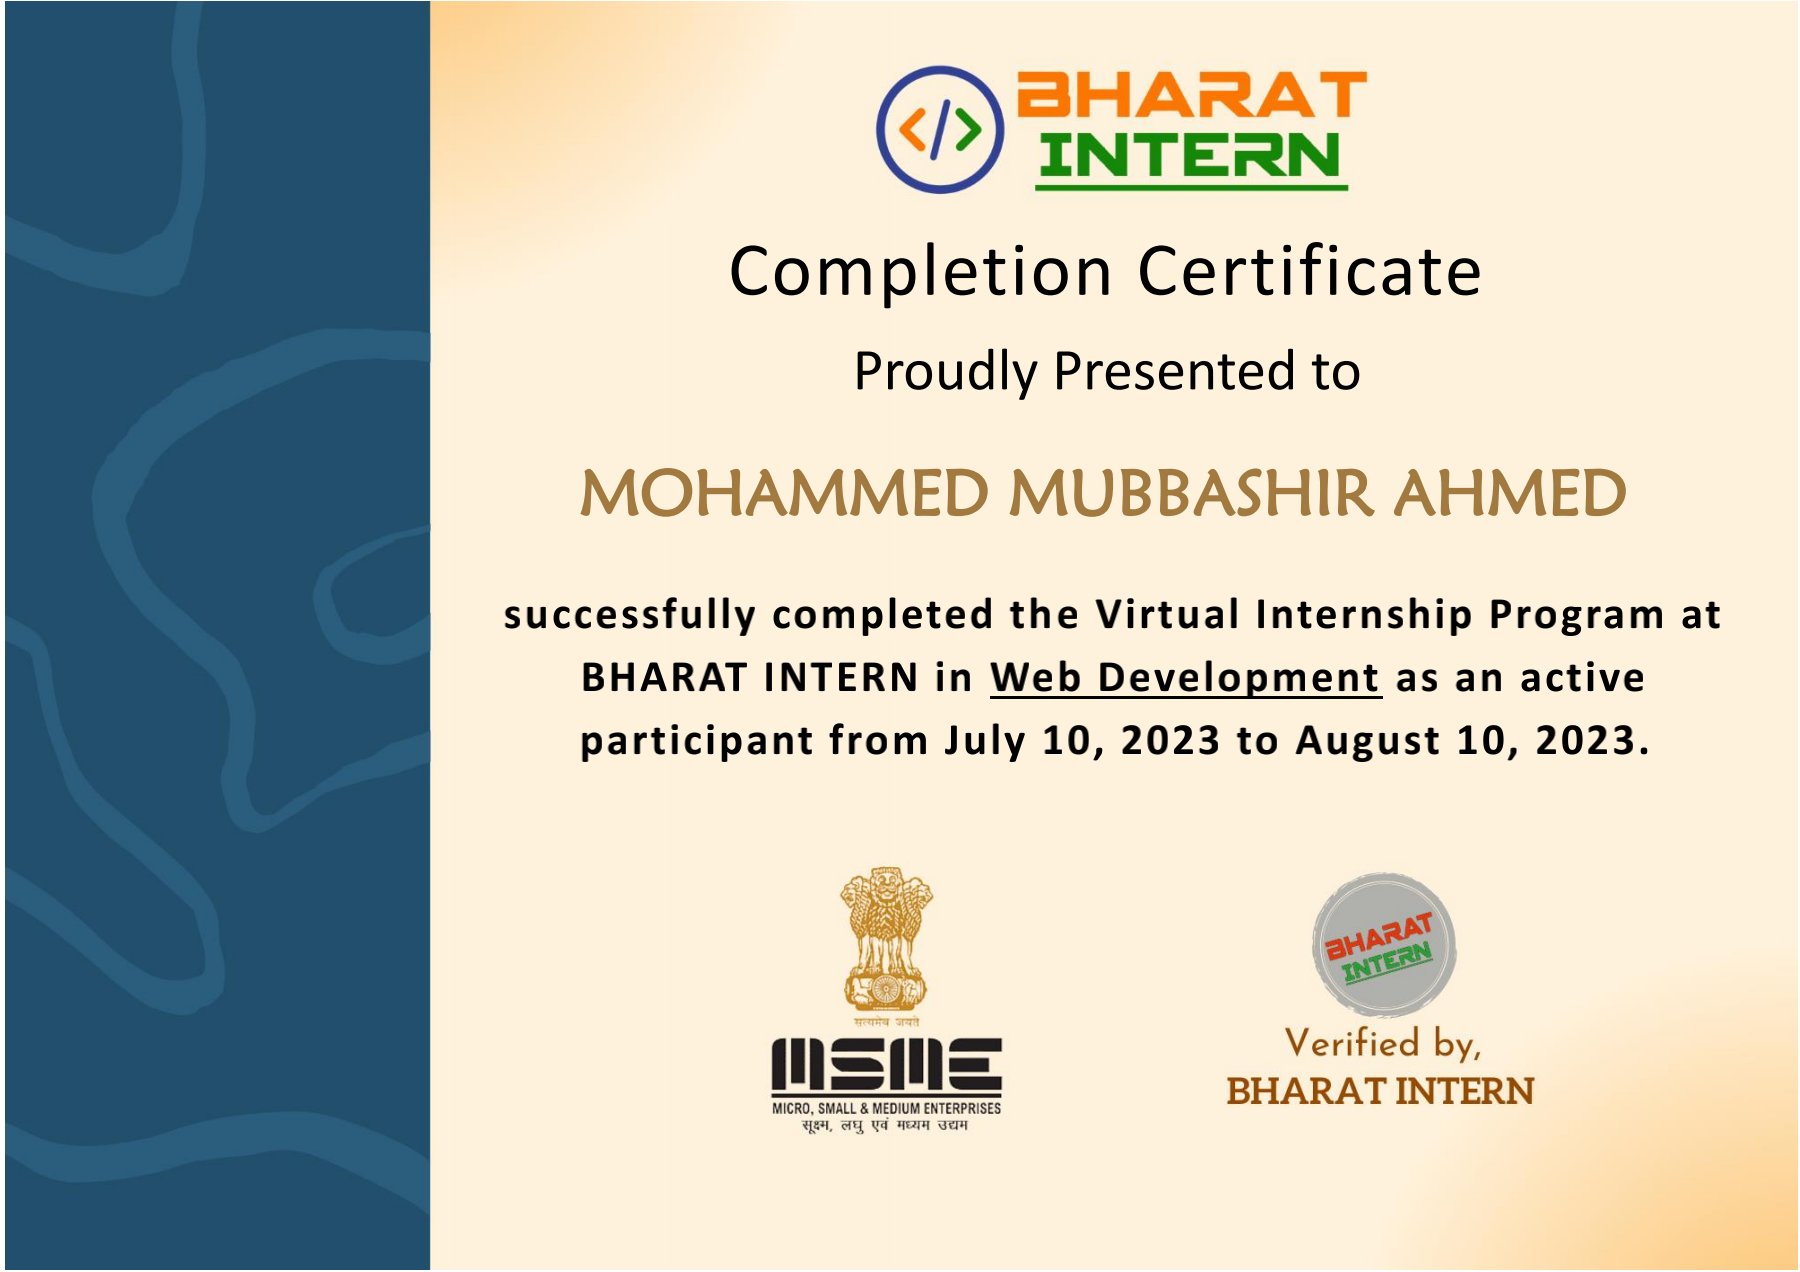 BHARAT
INTERN
Completion Certificate
Proudly Presented to
MOHAMMED MUBBASHIR AHMED
successfully completed the Virtual Internship Program at
BHARAT INTERN in Web Development as an active
participant from July 10, 2023 to August 10, 2023.
सत्यमेव जयते
MSME
MICRO, SMALL & MEDIUM ENTERPRISES
सूक्ष्म, लघु एवं मध्यम उद्यम
BHARAT
INTERN
Verified by,
BHARAT INTERN